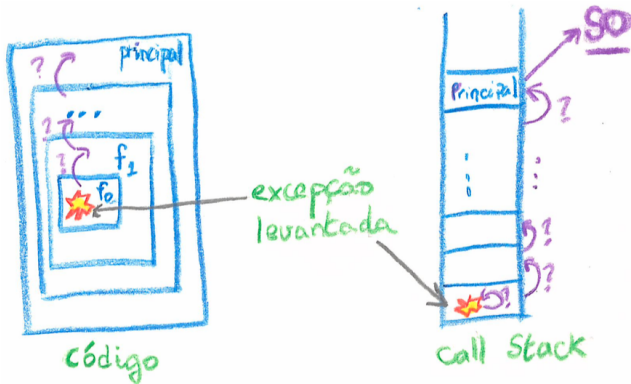 principal
?
...
?
f1
?
f0
código
excepção
levantada
SO
Principal
?
...
...
?
?
?
Call Stack